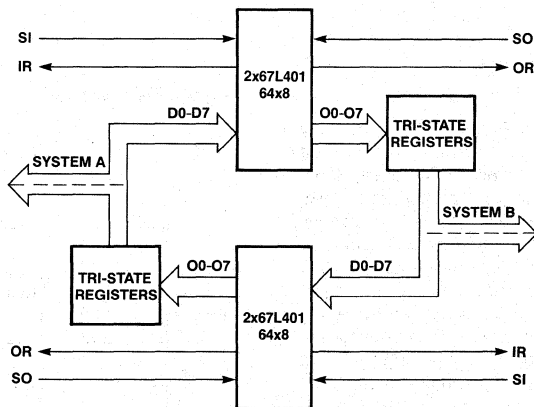 SI
SO
IR
OR
2x67L401
64x8
D0-D7
O0-O7
TRI-STATE
REGISTERS
SYSTEM A
SYSTEM B
TRI-STATE
REGISTERS
O0-O7
D0-D7
2x67L401
64x8
OR
IR
SO
SI